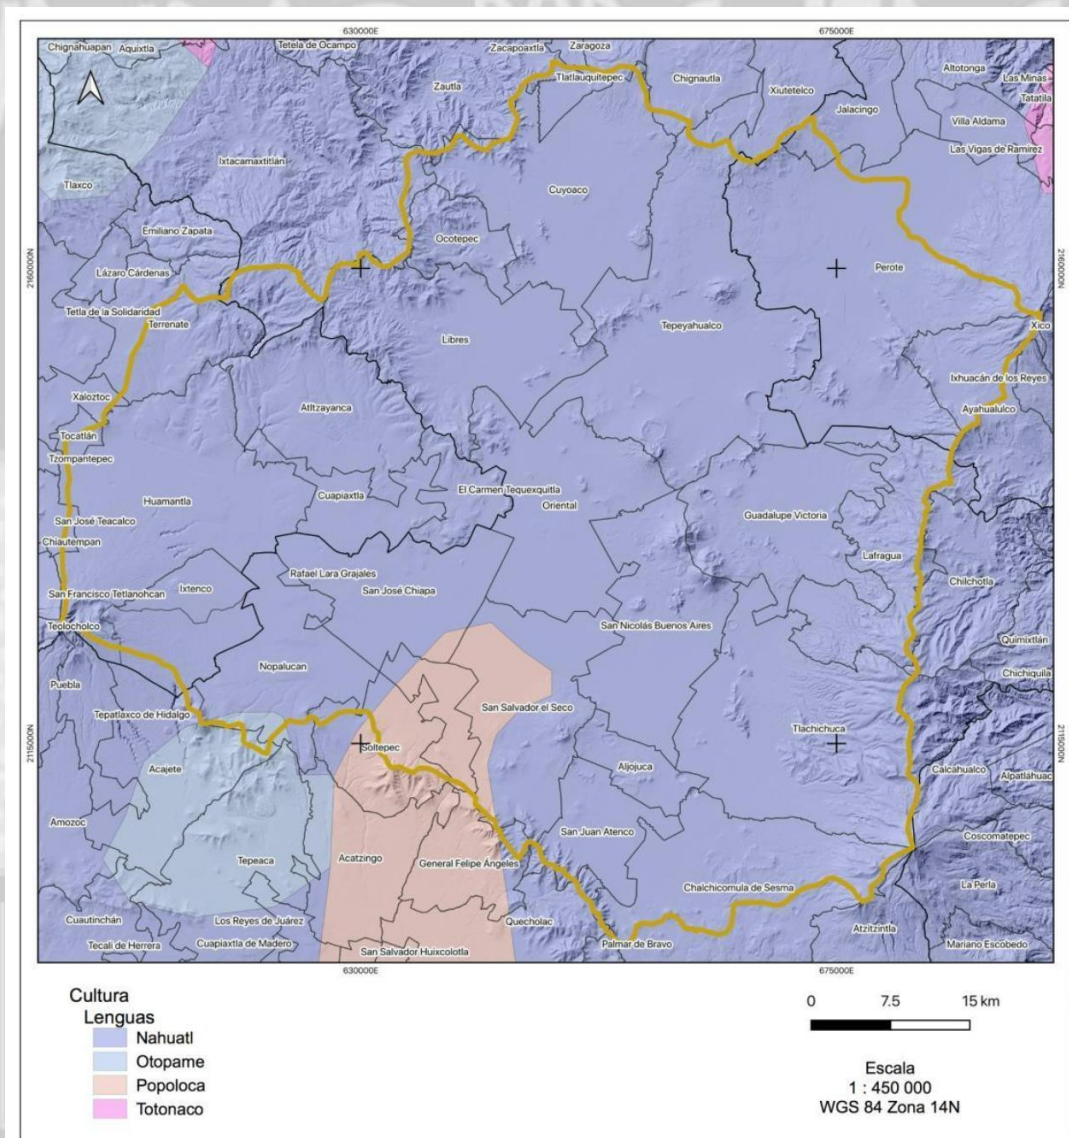 630000E
675000E
Chignahuapan
Aquixtla
Tetela de Ocampo
Zacapoaxtla
Zaragoza
Tlatlauquitepec
Chignautla
Zautla
Xiutetelco
Altotonga
Las Minas
Tatatila
Jalacingo
Villa Aldama
Las Vigas de Ramírez
Ixtacamaxtitlán
Tlaxco
Cuyoaco
Emiliano Zapata
Ocotepec
2160000N
2160000N
Lázaro Cárdenas
Perote
Tetla de la Solidaridad
Terrenate
Libres
Tepeyahualco
Xico
Ixhuacán de los Reyes
Xaloztoc
Atltzayanca
Ayahualulco
Tocatlán
Tzompantepec
Huamantla
Cuapiaxtla
El Carmen Tequexquitla
Oriental
Guadalupe Victoria
San José Teacalco
Chiautempan
Lafragua
Rafael Lara Grajales
Chilchotla
San José Chiapa
Ixtenco
San Francisco Tetlanohcan
Teolocholco
San Nicolás Buenos Aires
Quimixtlán
Nopalucan
Chichiquila
Puebla
San Salvador el Seco
Tepatlaxco de Hidalgo
Tlachichuca
2115000N
2115000N
Soltepec
Acajete
Aljojuca
Calcahualco
Alpatláhuac
Amozoc
San Juan Atenco
Coscomatepec
Tepeaca
Acatzingo
General Felipe Ángeles
Chalchicomula de Sesma
La Perla
Cuautinchán
Los Reyes de Juárez
Quecholac
Atzitzintla
Tecali de Herrera
Cuapiaxtla de Madero
San Salvador Huixcolotla
Palmar de Bravo
Mariano Escobedo
630000E
675000E
Cultura
Lenguas
Nahuatl
Otopame
Popoloca
Totonaco
0 7.5 15 km
Escala
1 : 450 000
WGS 84 Zona 14N